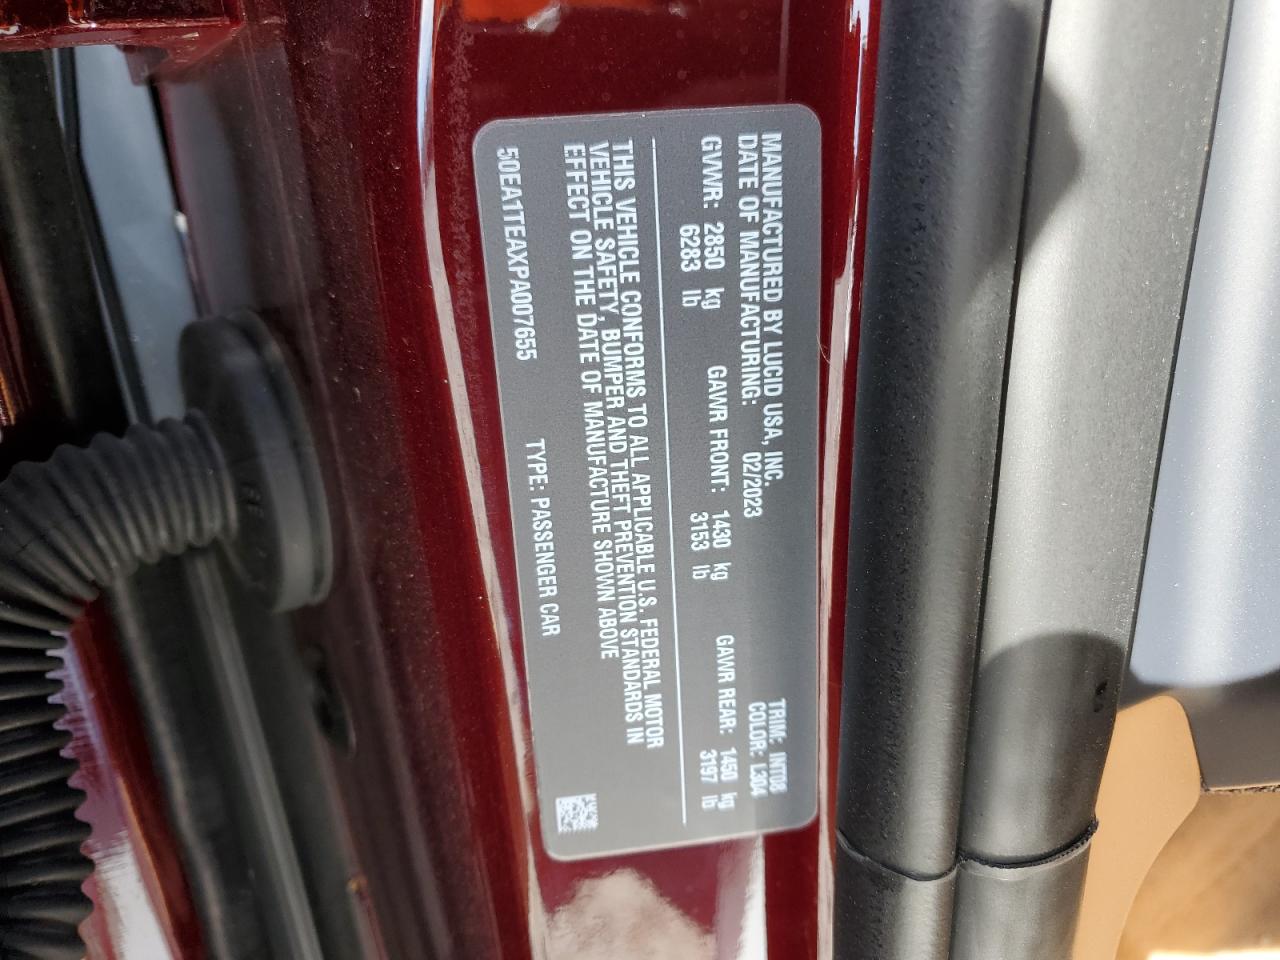 MANUFACTURED BY LUCID USA, INC. TRIM: INT08
DATE OF MANUFACTURING: 02/2023 COLOR: L304
GVWR: 2850 kg GAWR FRONT: 1430 kg GAWR REAR: 1450 kg
6283 lb 3153 lb 3197 lb
THIS VEHICLE CONFORMS TO ALL APPLICABLE U.S. FEDERAL MOTOR
VEHICLE SAFETY, BUMPER AND THEFT PREVENTION STANDARDS IN
EFFECT ON THE DATE OF MANUFACTURE SHOWN ABOVE
50EA1TEAXPA007655 TYPE: PASSENGER CAR